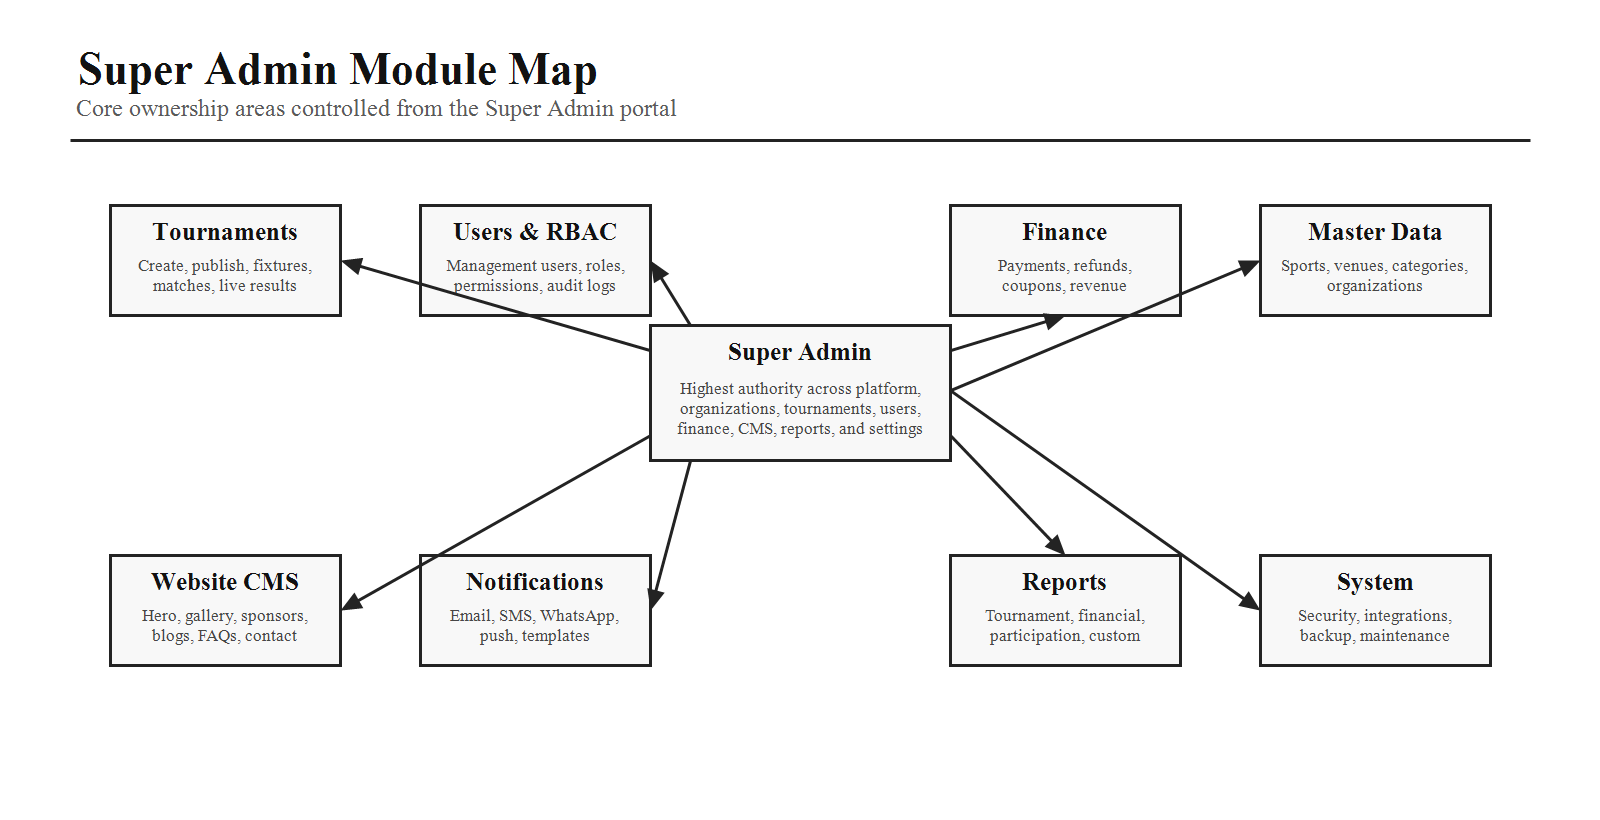 Super Admin Module Map
Core ownership areas controlled from the Super Admin portal
Tournaments
Create, publish, fixtures,
matches, live results
Users & RBAC
Management users, roles,
permissions, audit logs
Finance
Payments, refunds,
coupons, revenue
Master Data
Sports, venues, categories,
organizations
Super Admin
Highest authority across platform,
organizations, tournaments, users,
finance, CMS, reports, and settings
Website CMS
Hero, gallery, sponsors,
blogs, FAQs, contact
Notifications
Email, SMS, WhatsApp,
push, templates
Reports
Tournament, financial,
participation, custom
System
Security, integrations,
backup, maintenance